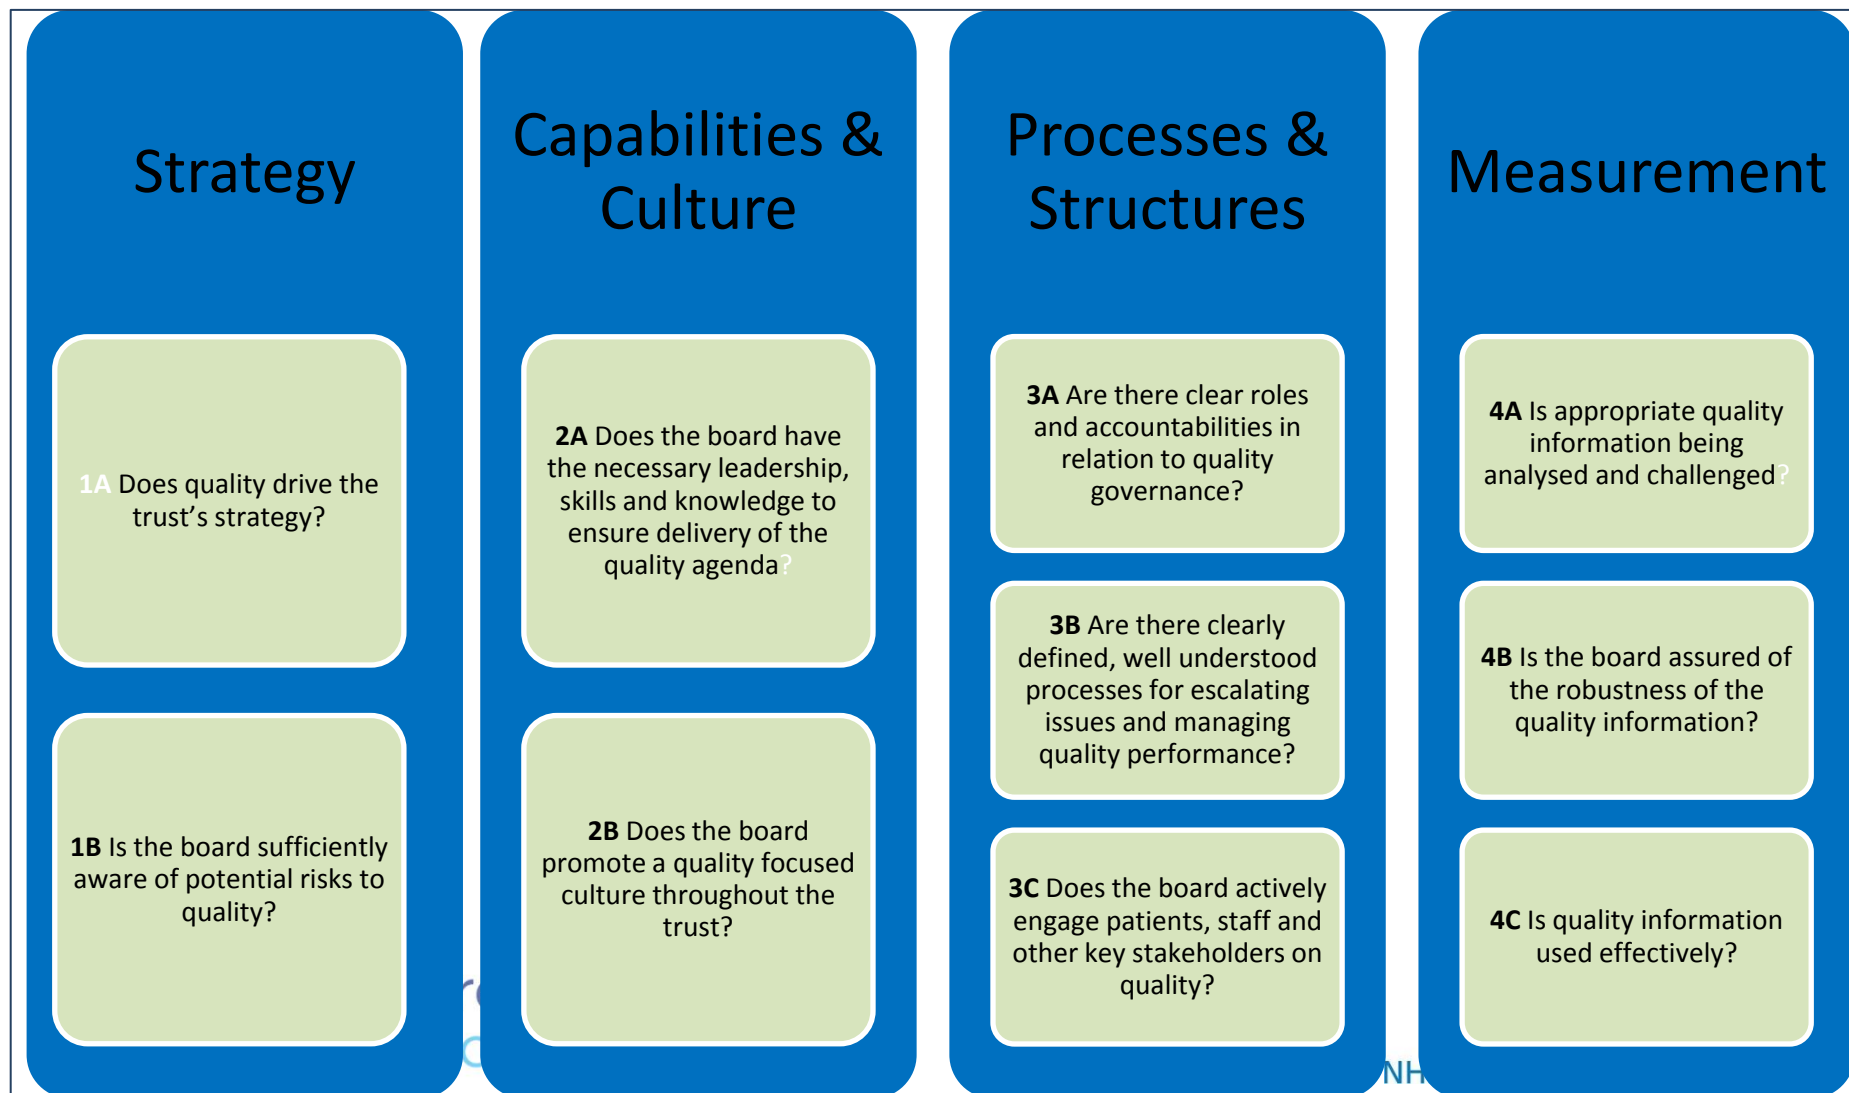 Strategy
1A Does quality drive the
trust’s strategy?
1B Is the board sufficiently
aware of potential risks to
quality?
Capabilities &
Culture
2A Does the board have
the necessary leadership,
skills and knowledge to
ensure delivery of the
quality agenda?
2B Does the board
promote a quality focused
culture throughout the
trust?
Processes &
Structures
3A Are there clear roles
and accountabilities in
relation to quality
governance?
3B Are there clearly
defined, well understood
processes for escalating
issues and managing
quality performance?
3C Does the board actively
engage patients, staff and
other key stakeholders on
quality?
Measurement
4A Is appropriate quality
information being
analysed and challenged?
4B Is the board assured of
the robustness of the
quality information?
4C Is quality information
used effectively?
NH